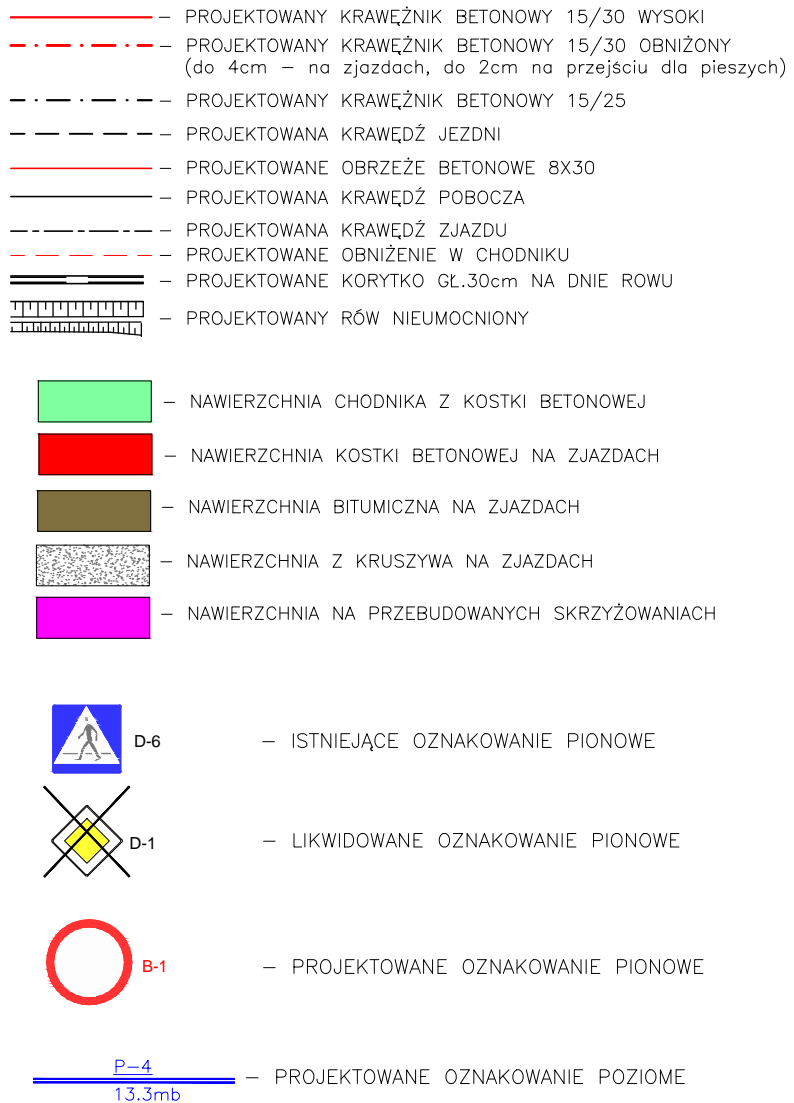 – PROJEKTOWANY KRAWĘŻNIK BETONOWY 15/30 WYSOKI
– PROJEKTOWANY KRAWĘŻNIK BETONOWY 15/30 OBNIŻONY
(do 4cm – na zjazdach, do 2cm na przejściu dla pieszych)
– PROJEKTOWANY KRAWĘŻNIK BETONOWY 15/25
– PROJEKTOWANA KRAWĘDŹ JEZDNI
– PROJEKTOWANE OBRZEŻE BETONOWE 8X30
– PROJEKTOWANA KRAWĘDŹ POBOCZA
– PROJEKTOWANA KRAWĘDŹ ZJAZDU
– PROJEKTOWANE OBNIŻENIE W CHODNIKU
– PROJEKTOWANE KORYTKO GŁ.30cm NA DNIE ROWU
– PROJEKTOWANY RÓW NIEUMOCNIONY
– NAWIERZCHNIA CHODNIKA Z KOSTKI BETONOWEJ
– NAWIERZCHNIA KOSTKI BETONOWEJ NA ZJAZDACH
– NAWIERZCHNIA BITUMICZNA NA ZJAZDACH
– NAWIERZCHNIA Z KRUSZYWA NA ZJAZDACH
– NAWIERZCHNIA NA PRZEBUDOWANYCH SKRZYŻOWANIACH
D-6 – ISTNIEJĄCE OZNAKOWANIE PIONOWE
D-1 – LIKWIDOWANE OZNAKOWANIE PIONOWE
B-1 – PROJEKTOWANE OZNAKOWANIE PIONOWE
P–4
– PROJEKTOWANE OZNAKOWANIE POZIOME
13.3mb